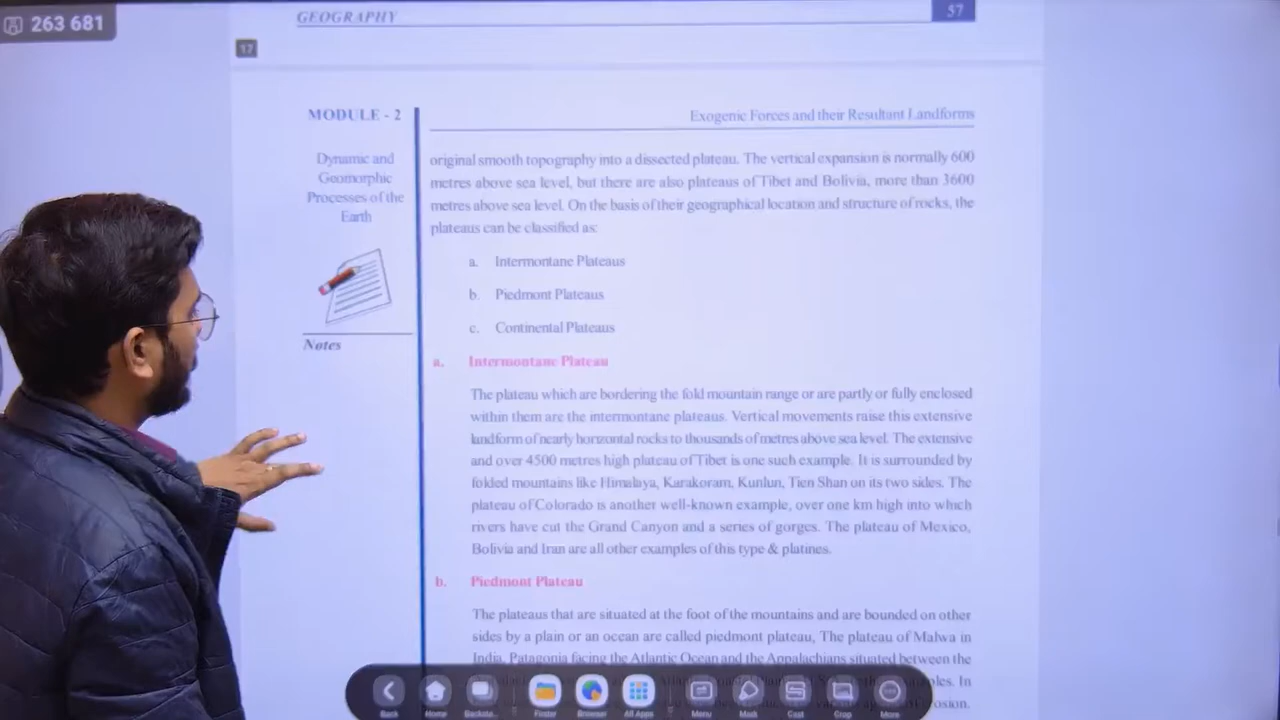 263 681
GEOGRAPHY
57
17
MODULE - 2
Exogenic Forces and their Resultant Landforms
Dynamic and
Geomorphic
Processes of the
Earth
Notes
original smooth topography into a dissected plateau. The vertical expansion is normally 600
metres above sea level, but there are also plateaus of Tibet and Bolivia, more than 3600
metres above sea level. On the basis of their geographical location and structure of rocks, the
plateaus can be classified as:
a. Intermontane Plateaus
b. Piedmont Plateaus
c. Continental Plateaus
a. Intermontane Plateau
The plateau which are bordering the fold mountain range or are partly or fully enclosed
within them are the intermontane plateaus. Vertical movements raise this extensive
landform of nearly horizontal rocks to thousands of metres above sea level. The extensive
and over 4500 metres high plateau of Tibet is one such example. It is surrounded by
folded mountains like Himalaya, Karakoram, Kunlun, Tien Shan on its two sides. The
plateau of Colorado is another well-known example, over one km high into which
rivers have cut the Grand Canyon and a series of gorges. The plateau of Mexico,
Bolivia and Iran are all other examples of this type & platines.
b. Piedmont Plateau
The plateaus that are situated at the foot of the mountains and are bounded on other
sides by a plain or an ocean are called piedmont plateau, The plateau of Malwa in
India, Patagonia facing the Atlantic Ocean and the Appalachians situated between the
In
Back
Home
Browser
All Apps
Menu
Mark
Cast
Crop
More